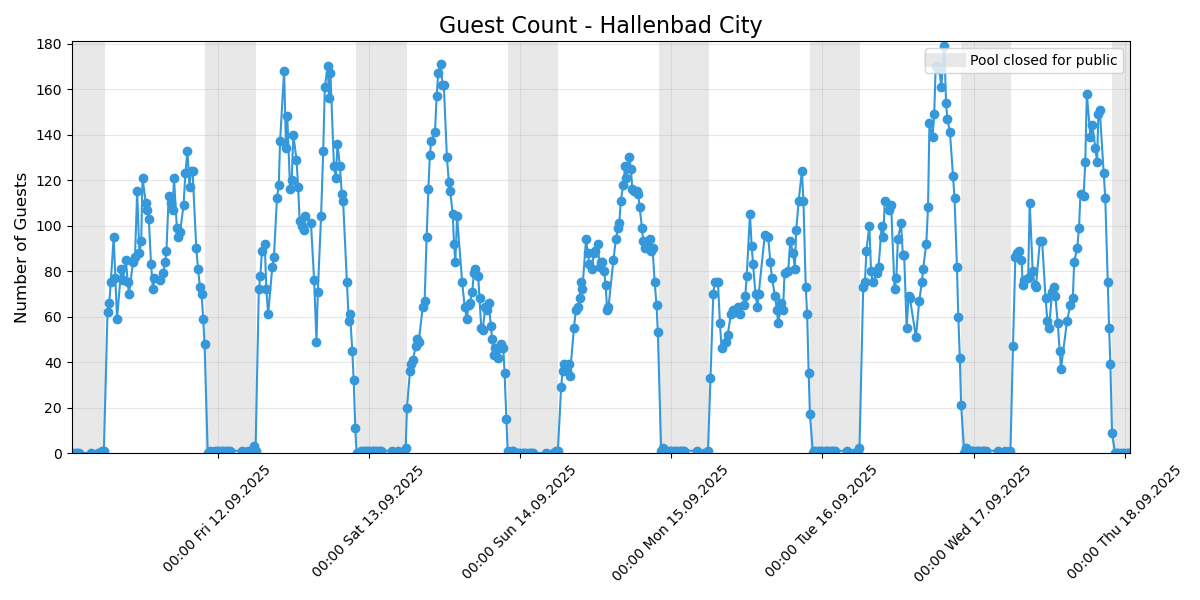 Guest Count - Hallenbad City
Pool closed for public
Number of Guests
180
160
140
120
100
80
60
40
20
0
00:00 Fri 12.09.2025
00:00 Sat 13.09.2025
00:00 Sun 14.09.2025
00:00 Mon 15.09.2025
00:00 Tue 16.09.2025
00:00 Wed 17.09.2025
00:00 Thu 18.09.2025